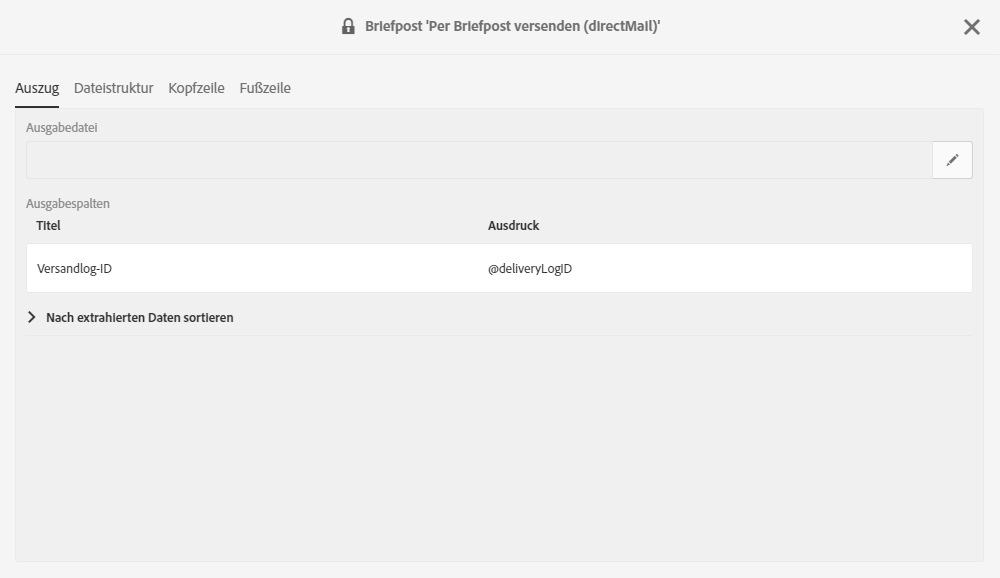 Briefpost 'Per Briefpost versenden (directMail)'
Auszug Dateistruktur Kopfzeile Fußzeile
Ausgabedatei
Ausgabespalten
Titel Ausdruck
Versandlog-ID @deliveryLogID
Nach extrahierten Daten sortieren